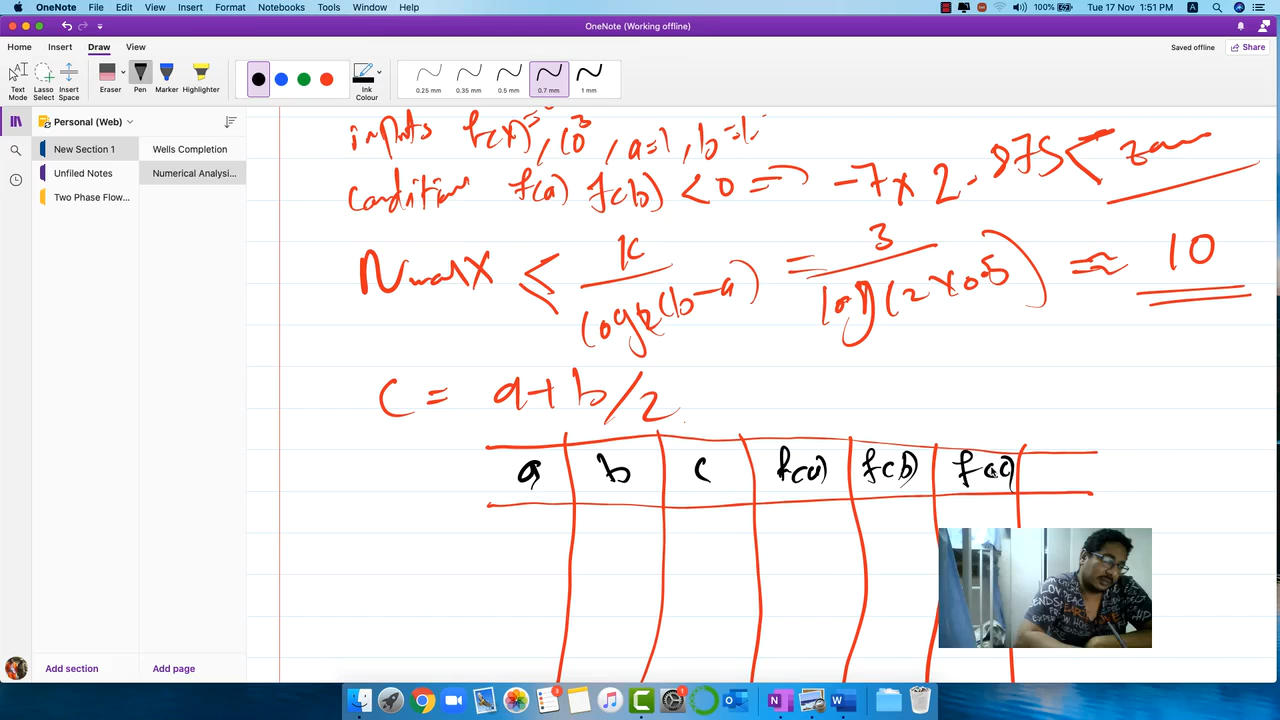 OneNote File Edit View Insert Format Notebooks Tools Window Help 100% Tue 17 Nov 1:51 PM
OneNote (Working offline)
Home Insert Draw View Saved offline Share
Text Mode Lasso Select Insert Space Eraser Pen Marker Highlighter Ink Colour 0.25 mm 0.35 mm 0.5 mm 0.7 mm 1 mm
Personal (Web)
New Section 1
Unfiled Notes
Two Phase Flow...
Wells Completion
Numerical Analysi...
inputs f(x) , 10³ , a=1 , b=
condition f(a) f(b) < 0 => -7 x 2.875 < zero
Nmax ≤ k / log2(b-a) = 3 / log(2 x 0.5) ≈ 10
C = a+b/2
a b c f(a) f(b)
Add section Add page